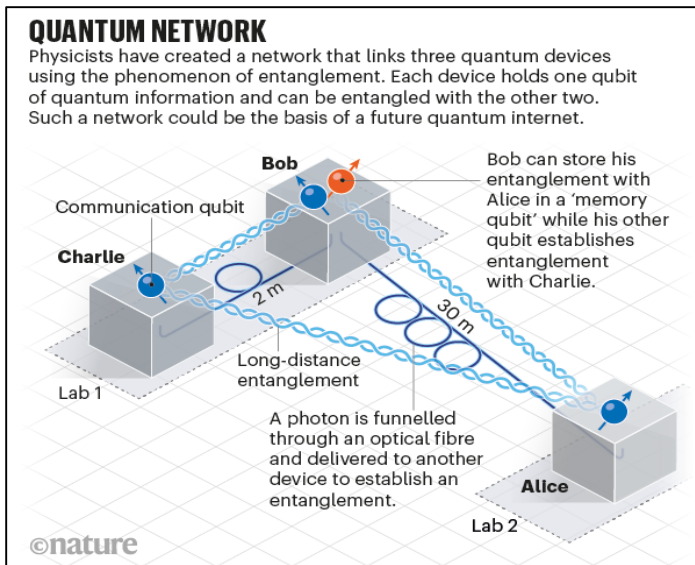 QUANTUM NETWORK
Physicists have created a network that links three quantum devices
using the phenomenon of entanglement. Each device holds one qubit
of quantum information and can be entangled with the other two.
Such a network could be the basis of a future quantum internet.
Bob
Bob can store his
entanglement with
Alice in a ‘memory
qubit’ while his other
qubit establishes
entanglement
with Charlie.
Communication qubit
Charlie
2 m
30 m
Long-distance
entanglement
Lab 1
A photon is funnelled
through an optical fibre
and delivered to another
device to establish an
entanglement.
Alice
Lab 2
©nature